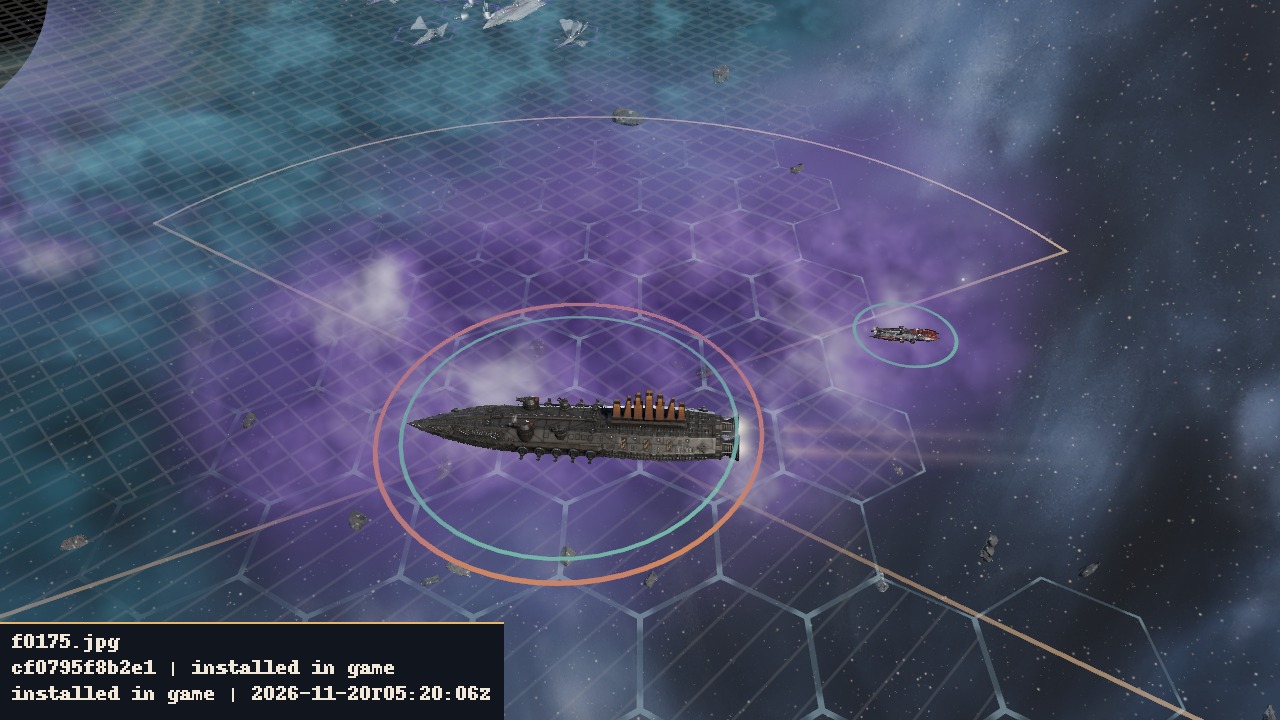 f0175.jpg
cf0795f8b2e1 | installed in game
installed in game | 2026-11-20T05:20:06Z